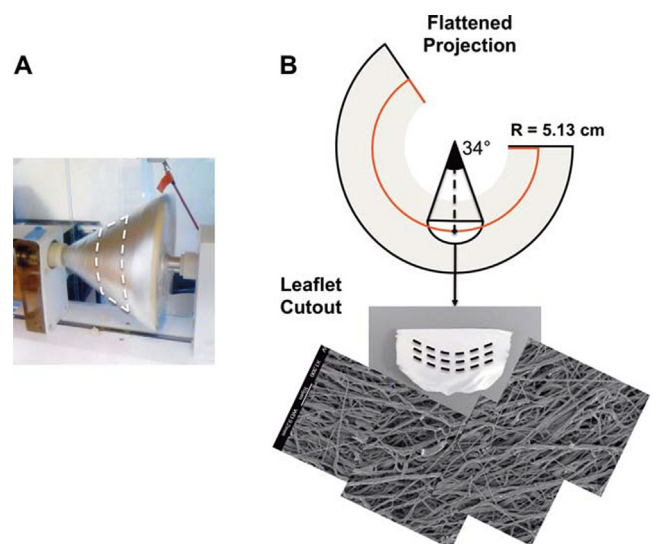 A
B
Flattened
Projection
R = 5.13 cm
34°
Leaflet
Cutout